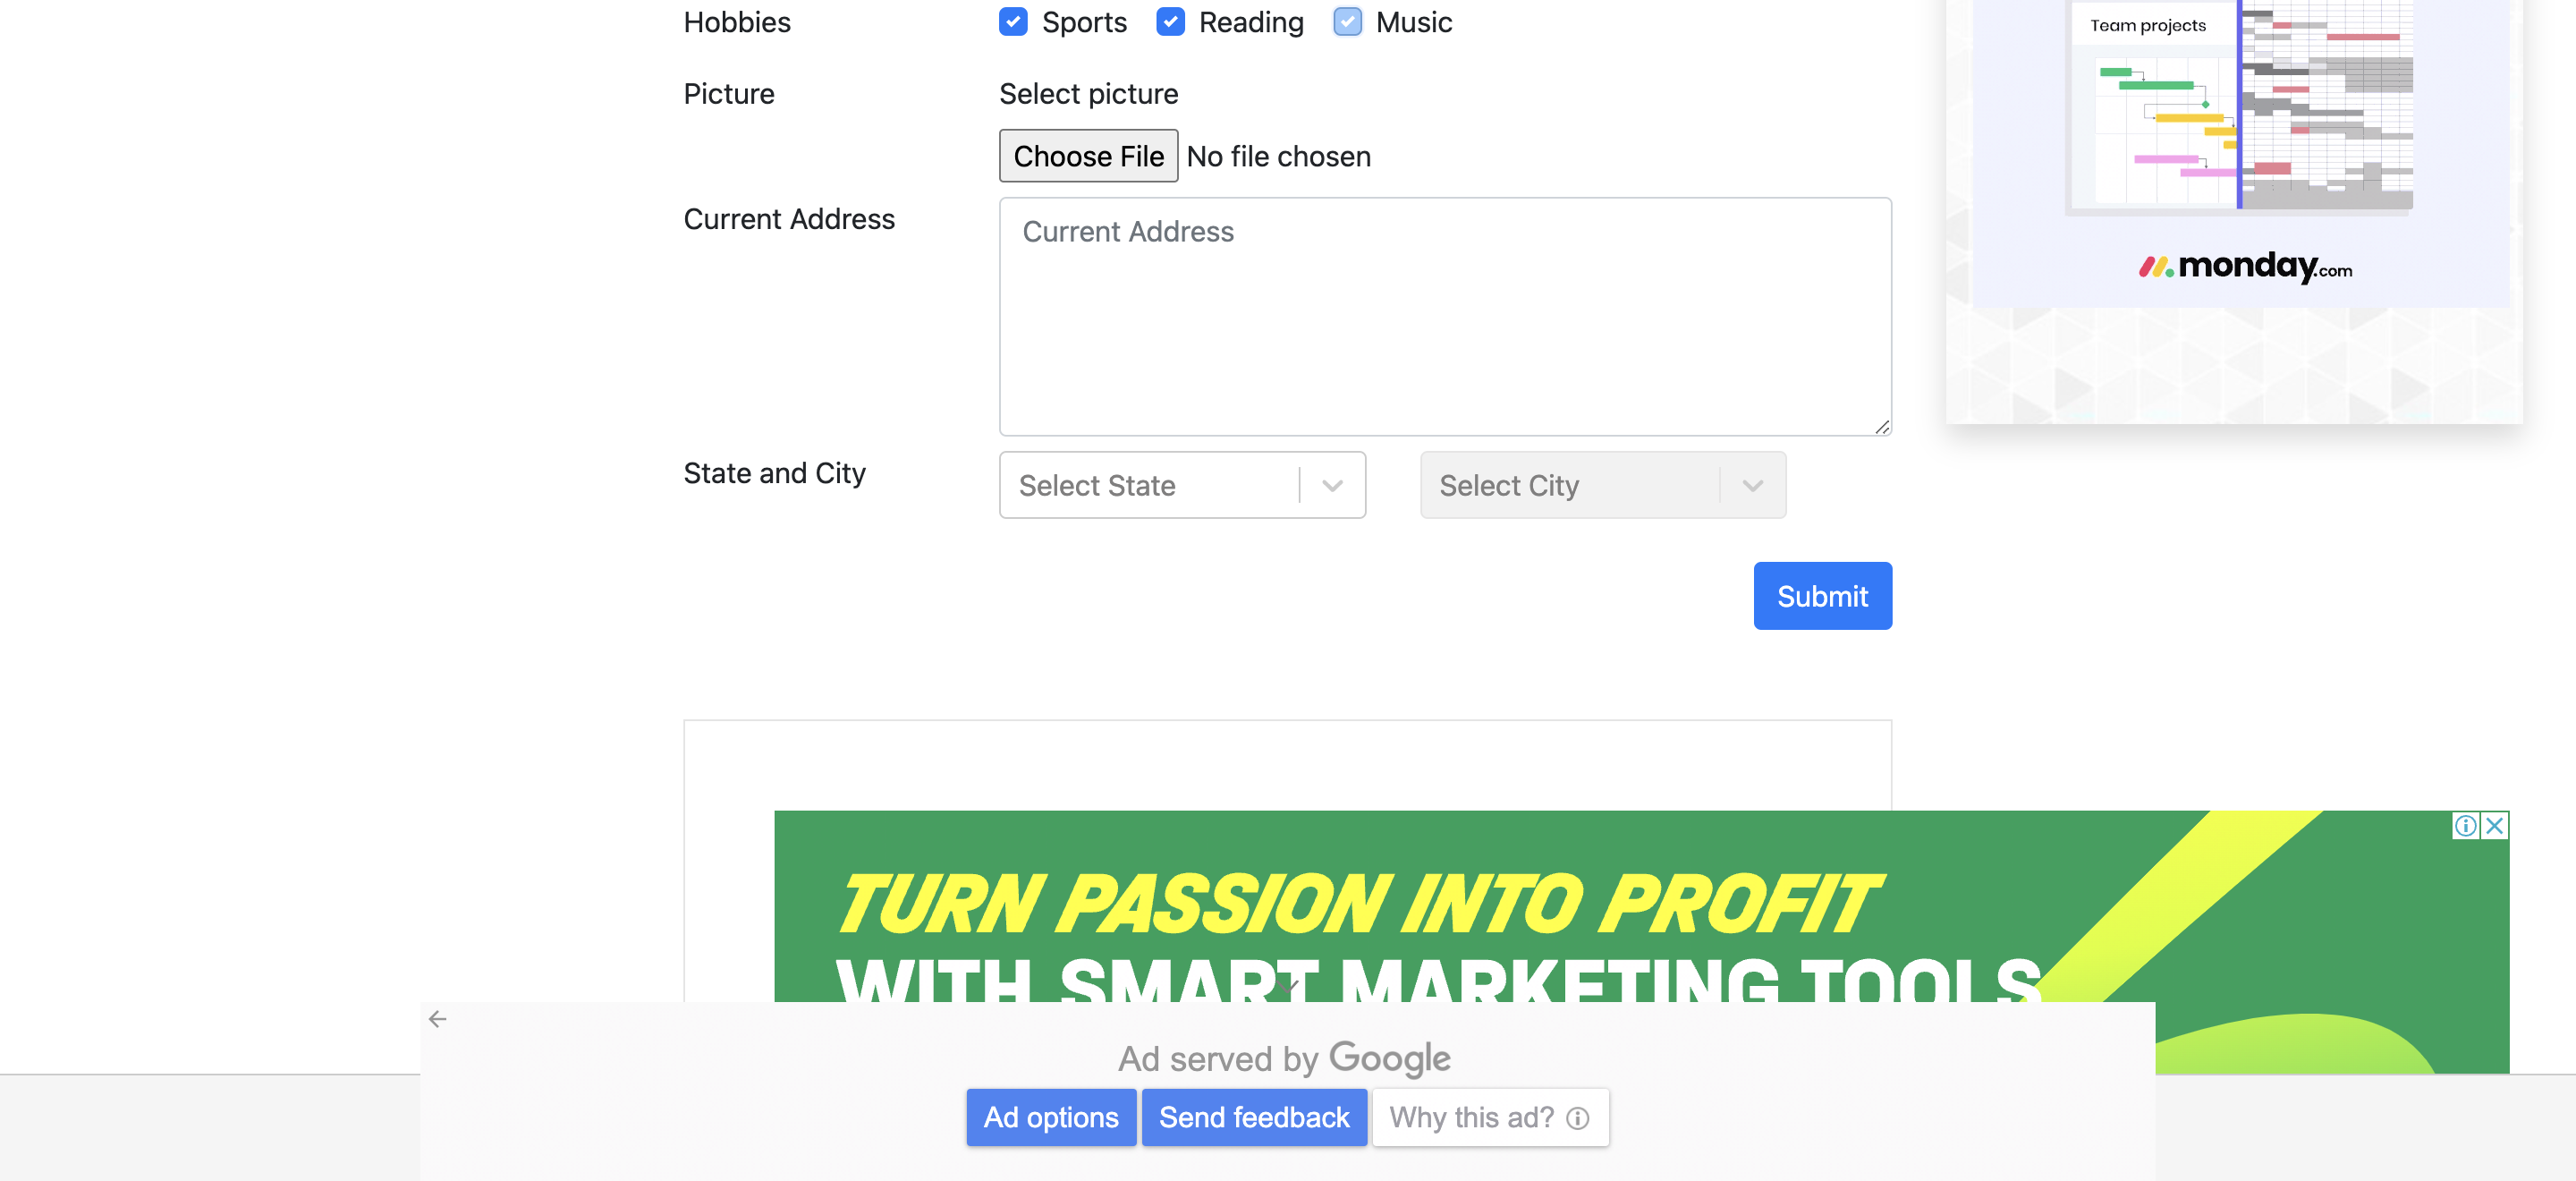 Hobbies Sports Reading Music
Picture Select picture
Choose File No file chosen
Current Address Current Address
State and City Select State Select City
Submit
Team projects
monday.com
TURN PASSION INTO PROFIT
WITH SMART MARKETING TOOLS
Ad served by Google
Ad options Send feedback Why this ad?